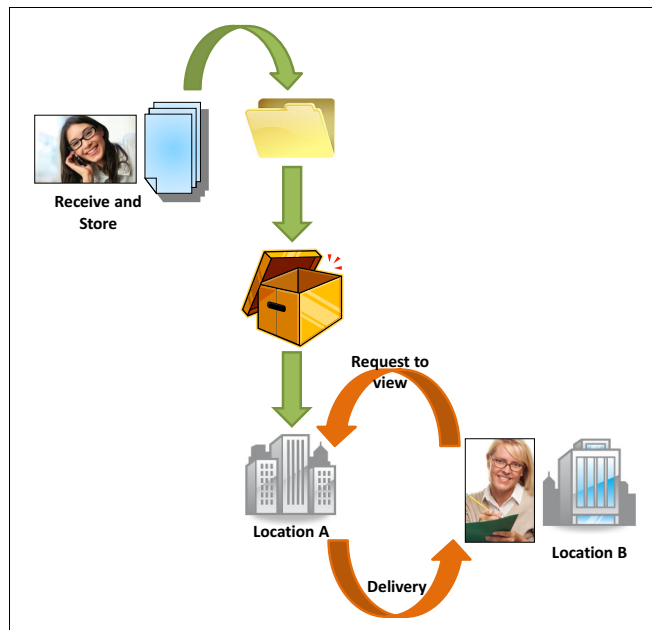 Receive and
Store
Request to
view
Location A
Location B
Delivery